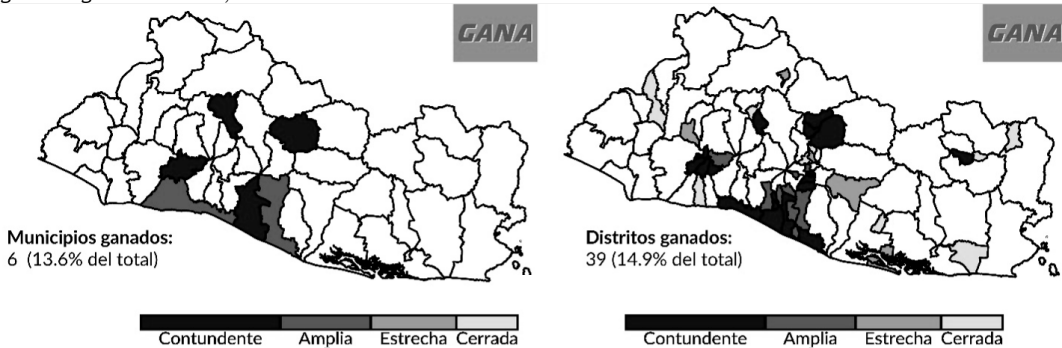 GANA
Municipios ganados:
6 (13.6% del total)
Contundente Amplia Estrecha Cerrada
GANA
Distritos ganados:
39 (14.9% del total)
Contundente Amplia Estrecha Cerrada